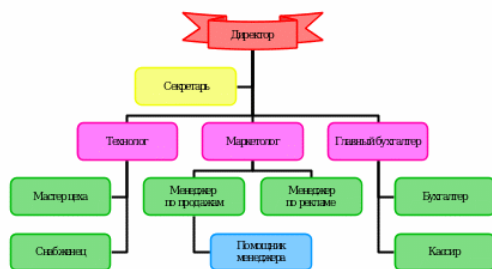 Директор
Секретарь
Технолог
Маркетолог
Главный бухгалтер
Мастер цеха
Менеджер
по продажам
Менеджер
по рекламе
Бухгалтер
Снабженец
Помощник
менеджера
Кассир